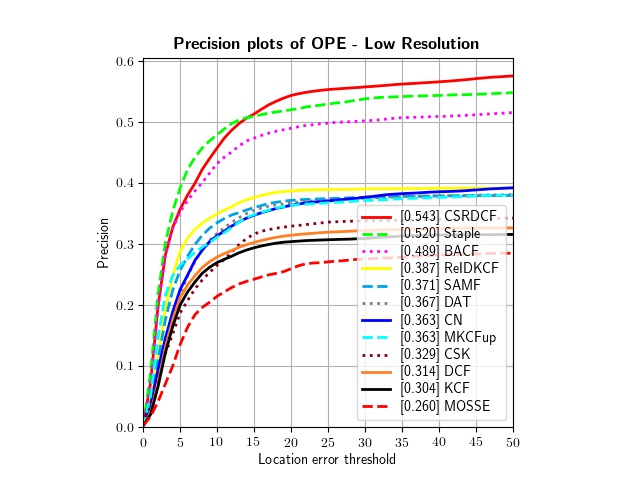 Precision plots of OPE - Low Resolution
0.6
0.5
0.4
0.3
0.2
0.1
0.0
Precision
[0.543] CSRDCF
[0.520] Staple
[0.489] BACF
[0.387] RelDKCF
[0.371] SAMF
[0.367] DAT
[0.363] CN
[0.363] MKCFup
[0.329] CSK
[0.314] DCF
[0.304] KCF
[0.260] MOSSE
0 5 10 15 20 25 30 35 40 45 50
Location error threshold